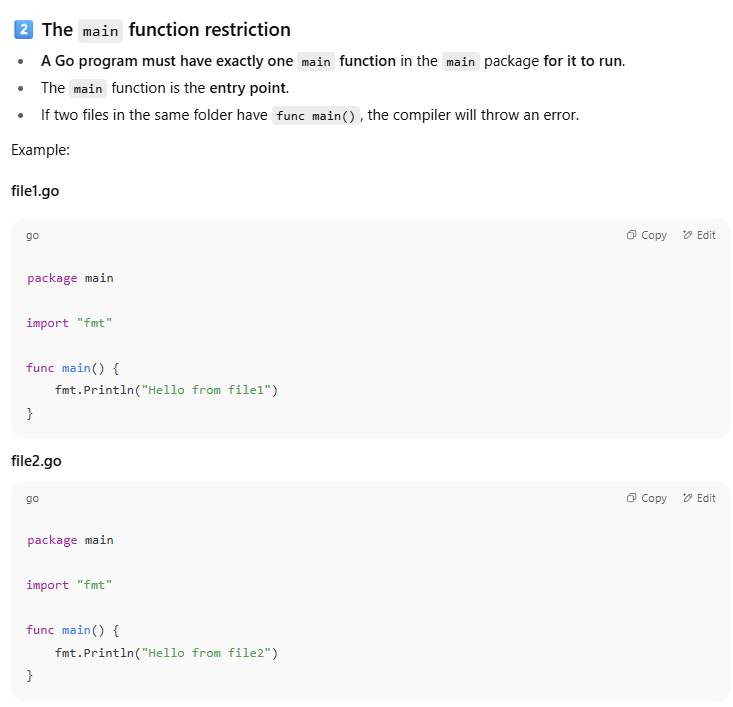 2 The main function restriction
• A Go program must have exactly one main function in the main package for it to run.
• The main function is the entry point.
• If two files in the same folder have func main(), the compiler will throw an error.
Example:
file1.go
go Copy Edit
package main
import "fmt"
func main() {
    fmt.Println("Hello from file1")
}
file2.go
go Copy Edit
package main
import "fmt"
func main() {
    fmt.Println("Hello from file2")
}